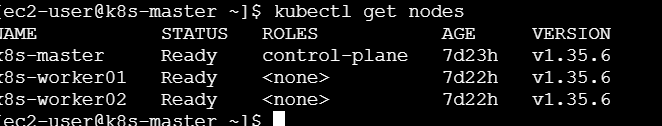 [ec2-user@k8s-master ~]$ kubectl get nodes
NAME STATUS ROLES AGE VERSION
k8s-master Ready control-plane 7d23h v1.35.6
k8s-worker01 Ready <none> 7d22h v1.35.6
k8s-worker02 Ready <none> 7d22h v1.35.6
[ec2-user@k8s-master ~]$